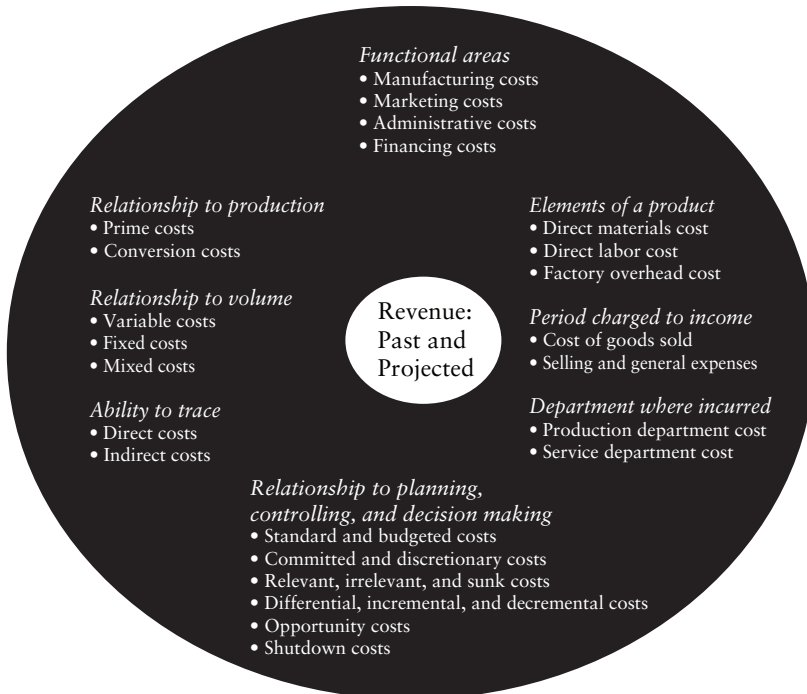 Functional areas
• Manufacturing costs
• Marketing costs
• Administrative costs
• Financing costs
Relationship to production
• Prime costs
• Conversion costs
Relationship to volume
• Variable costs
• Fixed costs
• Mixed costs
Ability to trace
• Direct costs
• Indirect costs
Revenue:
Past and
Projected
Elements of a product
• Direct materials cost
• Direct labor cost
• Factory overhead cost
Period charged to income
• Cost of goods sold
• Selling and general expenses
Department where incurred
• Production department cost
• Service department cost
Relationship to planning,
controlling, and decision making
• Standard and budgeted costs
• Committed and discretionary costs
• Relevant, irrelevant, and sunk costs
• Differential, incremental, and decremental costs
• Opportunity costs
• Shutdown costs